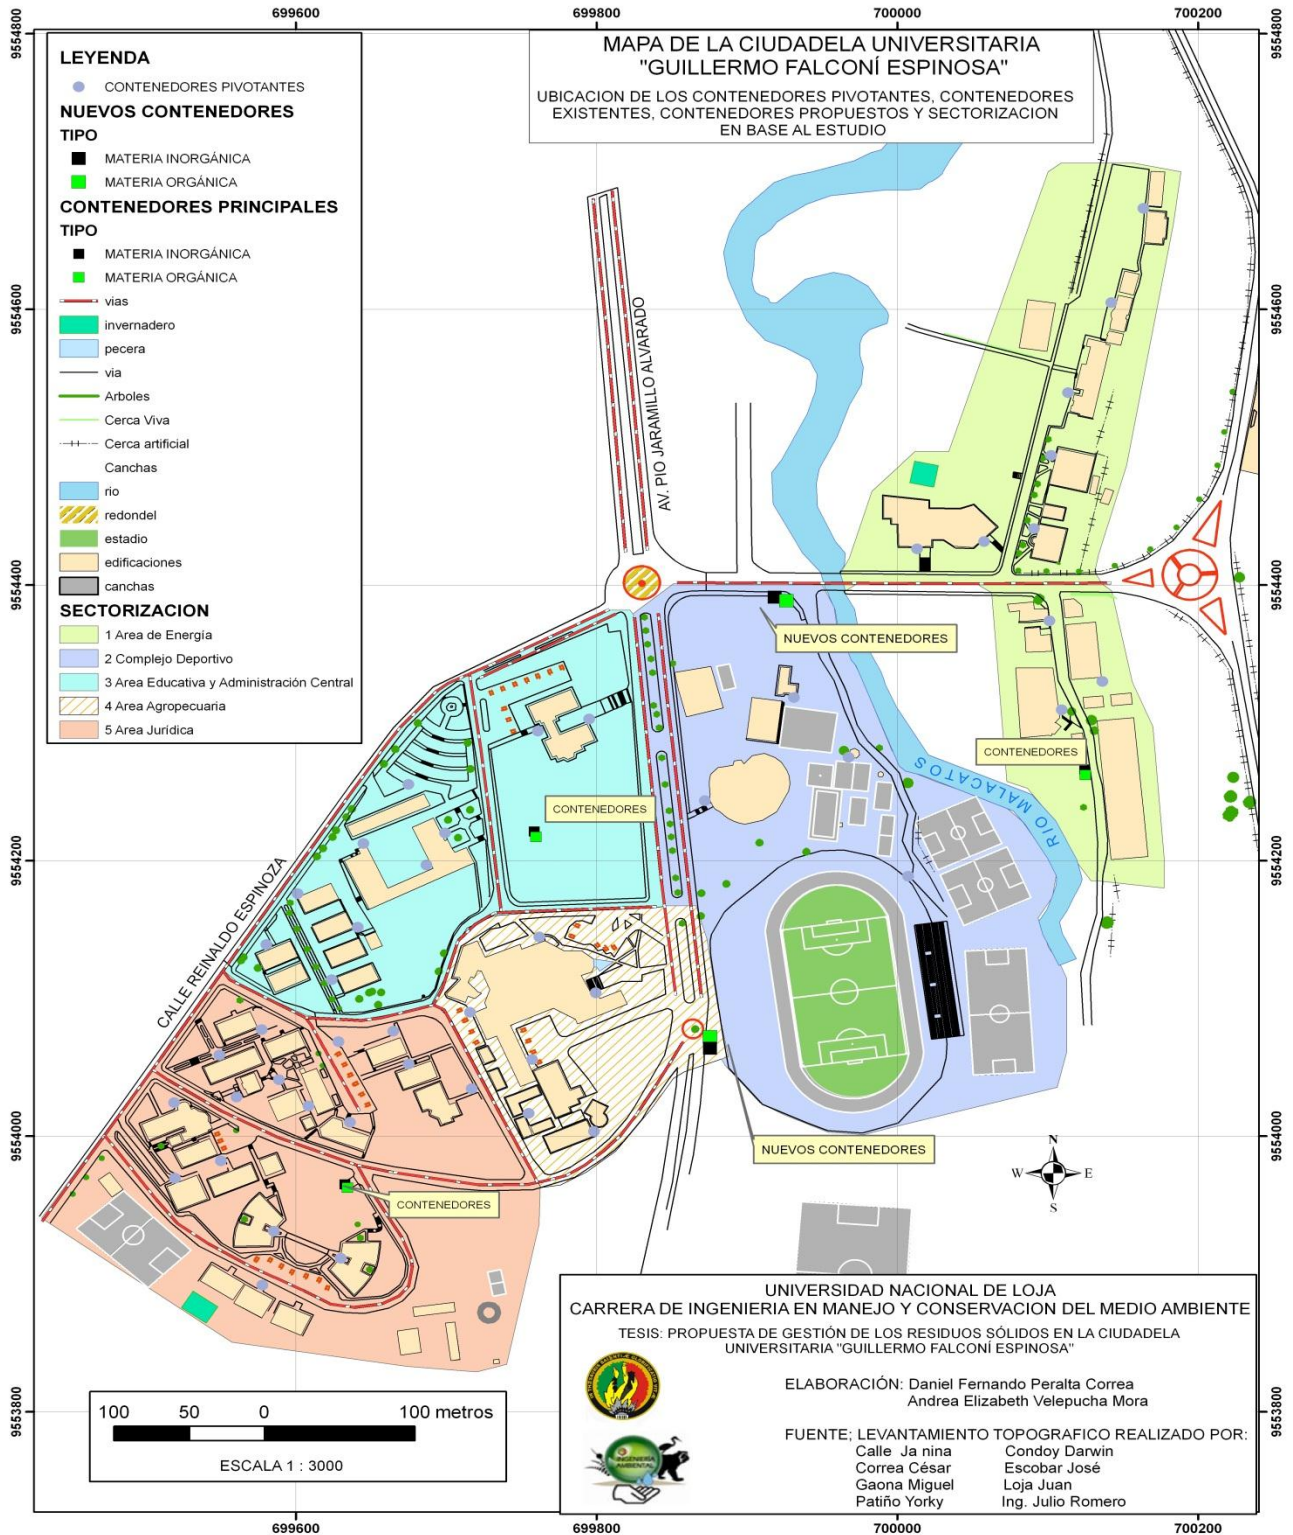 699600
699800
700000
700200
9554800
9554800
MAPA DE LA CIUDADELA UNIVERSITARIA
"GUILLERMO FALCONÍ ESPINOSA"
UBICACION DE LOS CONTENEDORES PIVOTANTES, CONTENEDORES
EXISTENTES, CONTENEDORES PROPUESTOS Y SECTORIZACION
EN BASE AL ESTUDIO
LEYENDA
CONTENEDORES PIVOTANTES
NUEVOS CONTENEDORES
TIPO
MATERIA INORGÁNICA
MATERIA ORGÁNICA
CONTENEDORES PRINCIPALES
TIPO
MATERIA INORGÁNICA
MATERIA ORGÁNICA
vias
invernadero
pecera
via
Arboles
Cerca Viva
Cerca artificial
Canchas
rio
redondel
estadio
edificaciones
canchas
SECTORIZACION
1 Area de Energía
2 Complejo Deportivo
3 Area Educativa y Administración Central
4 Area Agropecuaria
5 Area Jurídica
9554600
9554600
AV. PIO JARAMILLO ALVARADO
9554400
9554400
NUEVOS CONTENEDORES
CONTENEDORES
RIO MALACATOS
CONTENEDORES
9554200
9554200
CALLE REINALDO ESPINOZA
9554000
9554000
NUEVOS CONTENEDORES
CONTENEDORES
N
W
E
S
UNIVERSIDAD NACIONAL DE LOJA
CARRERA DE INGENIERIA EN MANEJO Y CONSERVACION DEL MEDIO AMBIENTE
TESIS: PROPUESTA DE GESTIÓN DE LOS RESIDUOS SÓLIDOS EN LA CIUDADELA
UNIVERSITARIA "GUILLERMO FALCONÍ ESPINOSA"
ELABORACIÓN: Daniel Fernando Peralta Correa
Andrea Elizabeth Velepucha Mora
FUENTE; LEVANTAMIENTO TOPOGRAFICO REALIZADO POR:
Calle Ja nina Condoy Darwin
Correa César Escobar José
Gaona Miguel Loja Juan
Patiño Yorky Ing. Julio Romero
INGENIERIA
AMBIENTAL
9553800
9553800
100 50 0 100 metros
ESCALA 1 : 3000
699600
699800
700000
700200